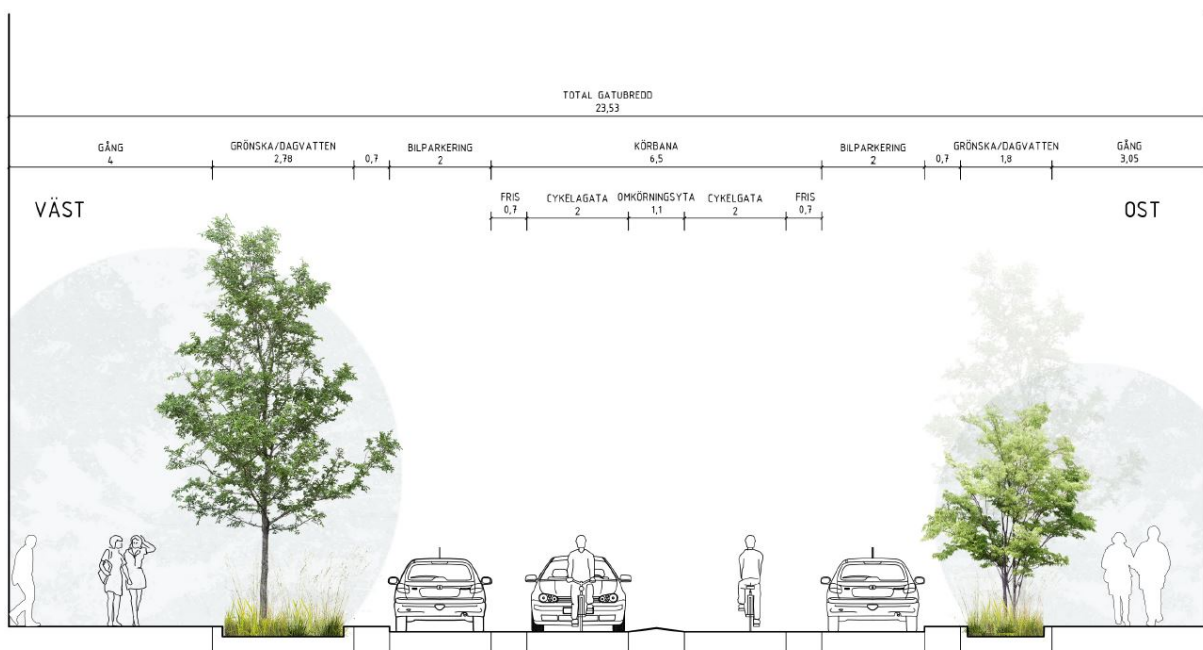 TOTAL GATUBREDD
23,53
GÅNG
4
GRÖNSKA/DAGVATTEN
2,78
0,7
BILPARKERING
2
KÖRBANA
6,5
BILPARKERING
2
0,7
GRÖNSKA/DAGVATTEN
1,8
GÅNG
3,05
FRIS
0,7
CYKELAGATA
2
OMKÖRNINGSYTA
1,1
CYKELGATA
2
FRIS
0,7
VÄST
OST